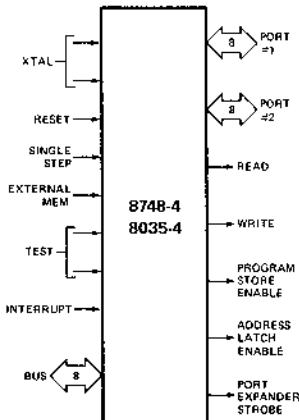 XTAL
RESET
SINGLE
STEP
EXTERNAL
MEM
TEST
INTERRUPT
BUS
8
8748-4
8035-4
8
PORT
#1
8
PORT
#2
READ
WRITE
PROGRAM
STORE
ENABLE
ADDRESS
LATCH
ENABLE
PORT
EXPANDER
STROBE